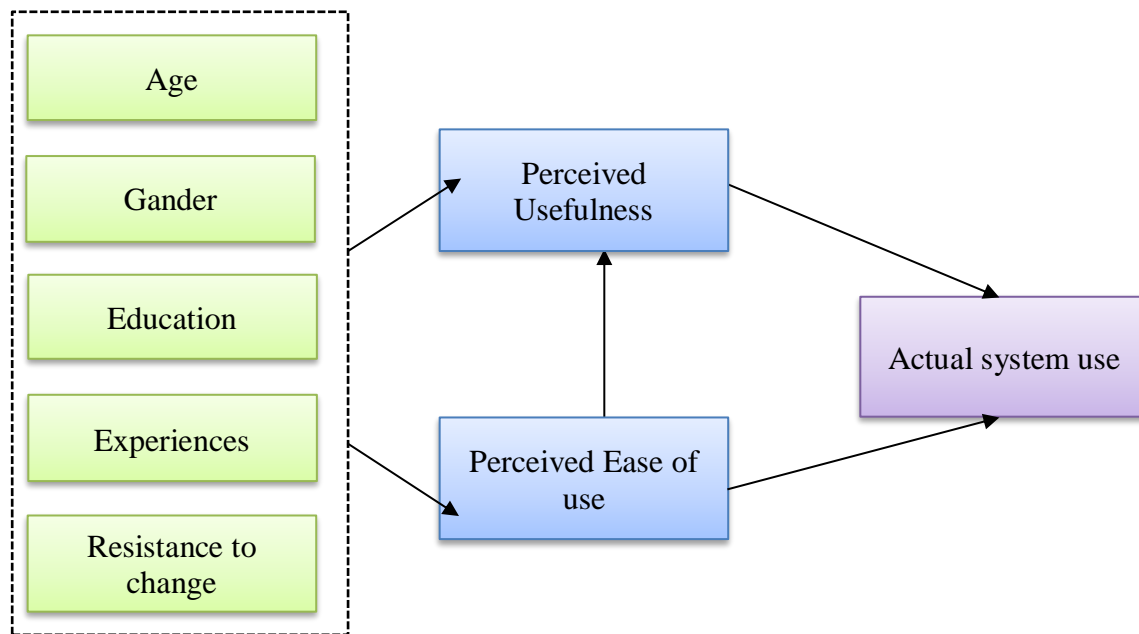 Age
Gander
Education
Experiences
Resistance to
change
Perceived
Usefulness
Perceived Ease of
use
Actual system use